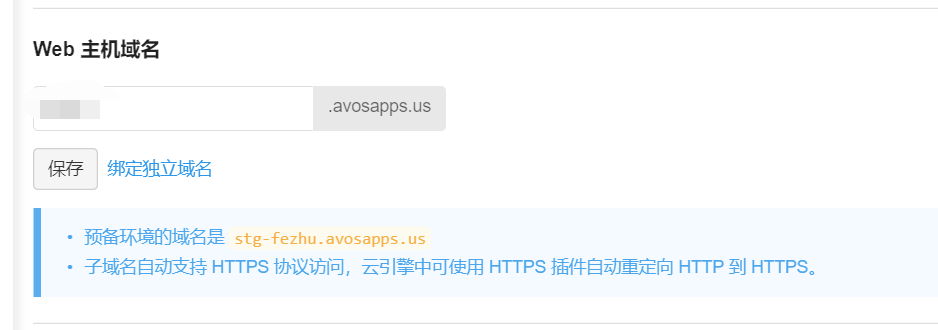 Web 主机域名
.avosapps.us
保存 绑定独立域名
• 预备环境的域名是 stg-fezhu.avosapps.us
• 子域名自动支持 HTTPS 协议访问，云引擎中可使用 HTTPS 插件自动重定向 HTTP 到 HTTPS。